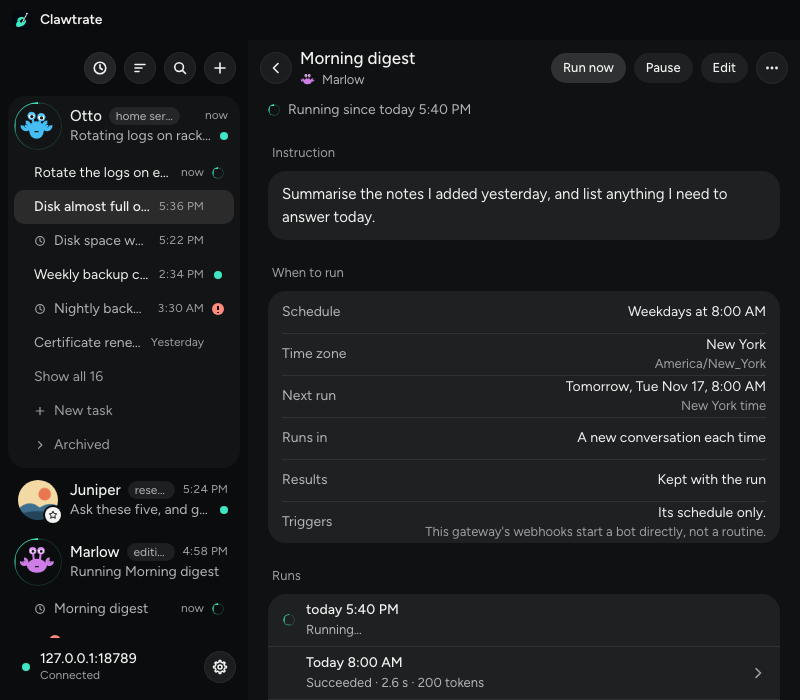 Clawtrate
Otto home ser... now
Rotating logs on rack...
Rotate the logs on e... now
Disk almost full o... 5:36 PM
Disk space w... 5:22 PM
Weekly backup c... 2:34 PM
Nightly back... 3:30 AM
Certificate rene... Yesterday
Show all 16
New task
Archived
Juniper rese... 5:24 PM
Ask these five, and g...
Marlow editi... 4:58 PM
Running Morning digest
Morning digest now
127.0.0.1:18789
Connected
Morning digest
Marlow
Run now Pause Edit
Running since today 5:40 PM
Instruction
Summarise the notes I added yesterday, and list anything I need to
answer today.
When to run
Schedule Weekdays at 8:00 AM
Time zone New York
America/New_York
Next run Tomorrow, Tue Nov 17, 8:00 AM
New York time
Runs in A new conversation each time
Results Kept with the run
Triggers Its schedule only.
This gateway's webhooks start a bot directly, not a routine.
Runs
today 5:40 PM
Running...
Today 8:00 AM
Succeeded · 2.6 s · 200 tokens